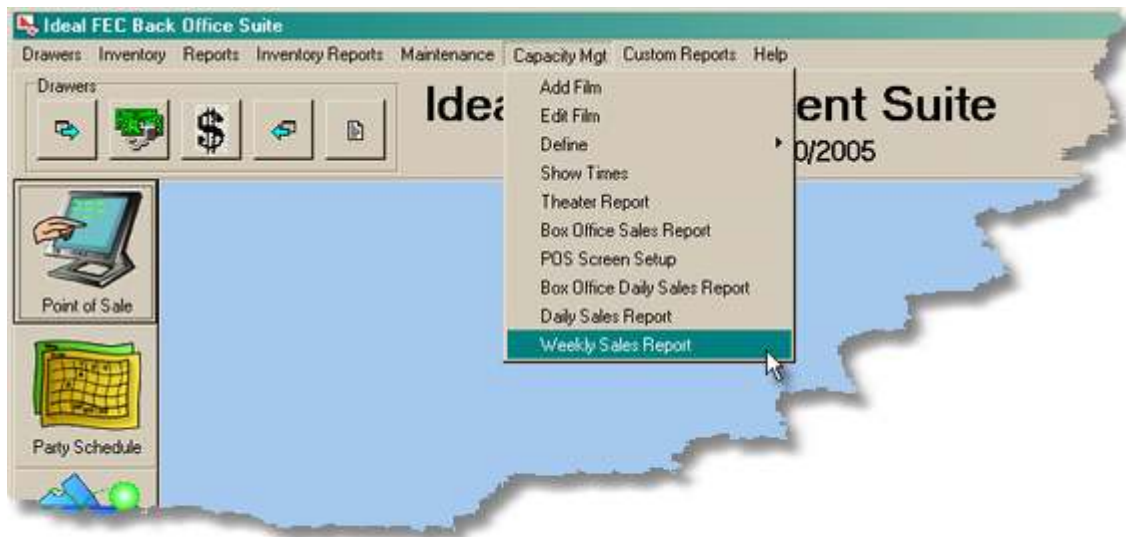 Ideal FEC Back Office Suite
Drawers Inventory Reports Inventory Reports Maintenance Capacity Mgt Custom Reports Help
Drawers
$
Add Film
Edit Film
Define
Show Times
Theater Report
Box Office Sales Report
POS Screen Setup
Box Office Daily Sales Report
Daily Sales Report
Weekly Sales Report
Idea
ent Suite
0/2005
Point of Sale
Party Schedule